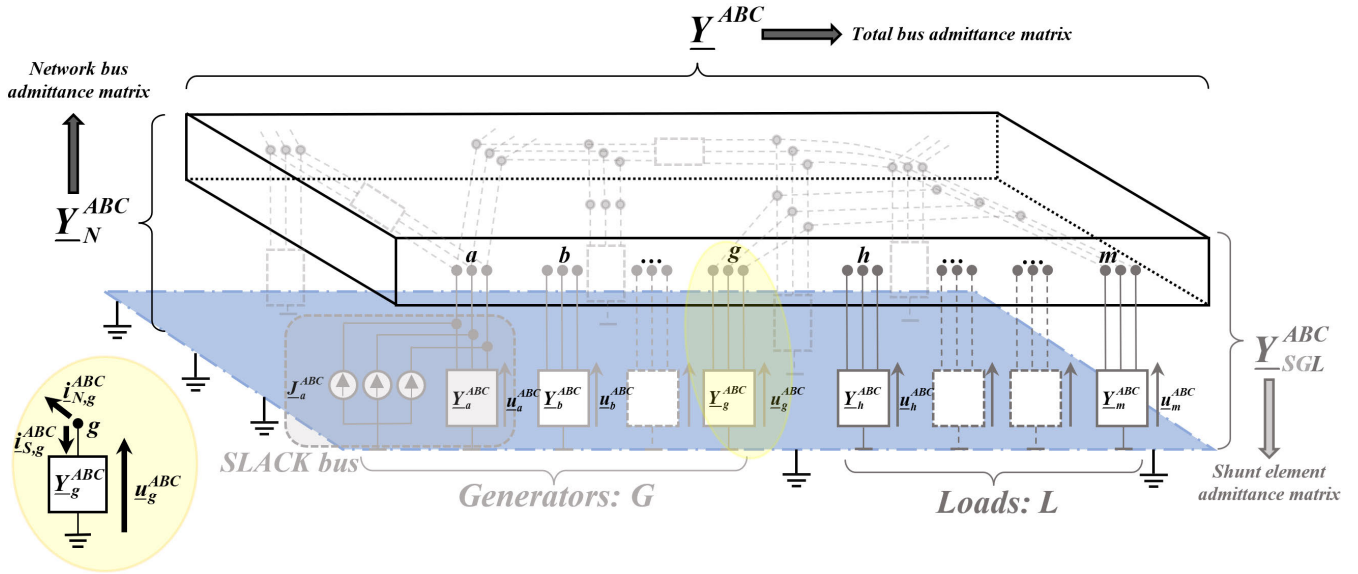 Y^ABC
Total bus admittance matrix
Network bus
admittance matrix
Y_N^ABC
a b ... g h ... ... m
J_a^ABC Y_a^ABC u_a^ABC Y_b^ABC u_b^ABC Y_g^ABC u_g^ABC Y_h^ABC u_h^ABC Y_m^ABC u_m^ABC
Y_SGL^ABC
i_N,g^ABC
g
i_S,g^ABC
Y_g^ABC u_g^ABC
SLACK bus
Generators: G
Loads: L
Shunt element
admittance matrix